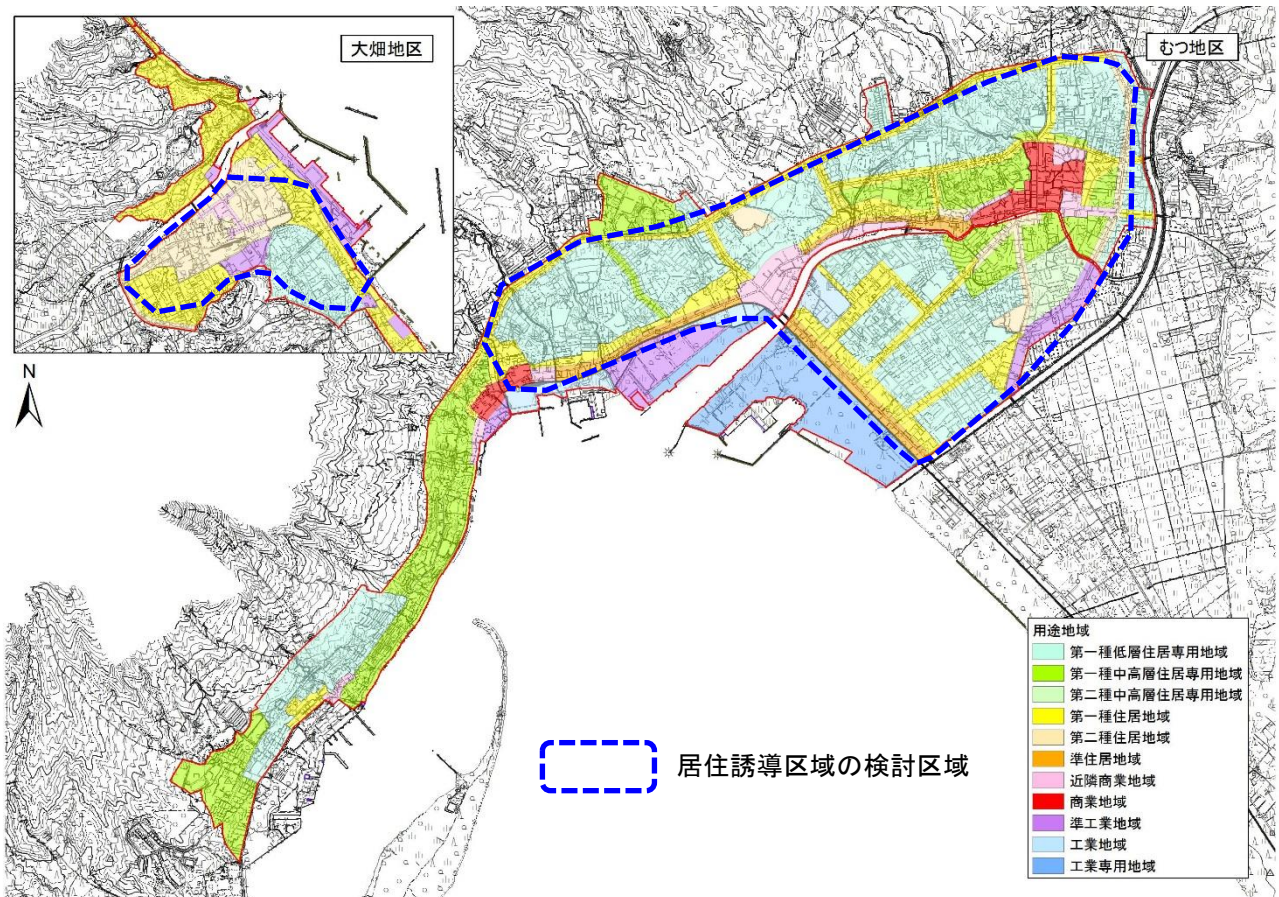 大畑地区
むつ地区
N
用途地域
第一種低層住居専用地域
第一種中高層住居専用地域
第二種中高層住居専用地域
第一種住居地域
第二種住居地域
準住居地域
近隣商業地域
商業地域
準工業地域
工業地域
工業専用地域
居住誘導区域の検討区域